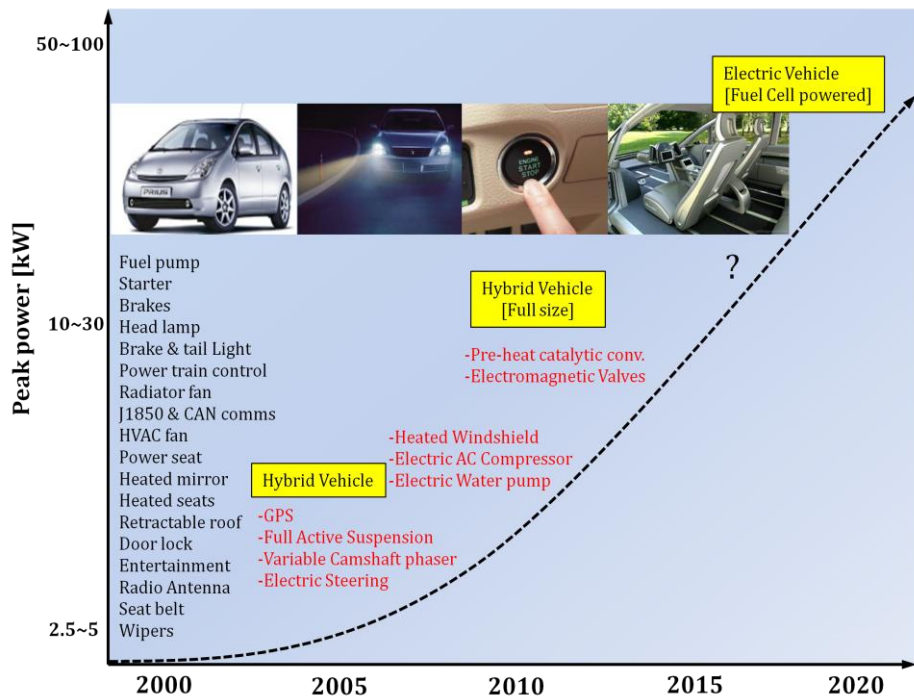 50~100
10~30
2.5~5
Peak power [kW]
Electric Vehicle
[Fuel Cell powered]
PRIUS
ENGINE
START
STOP
?
Fuel pump
Starter
Brakes
Head lamp
Brake & tail Light
Power train control
Radiator fan
J1850 & CAN comms
HVAC fan
Power seat
Heated mirror
Heated seats
Retractable roof
Door lock
Entertainment
Radio Antenna
Seat belt
Wipers
Hybrid Vehicle
-GPS
-Full Active Suspension
-Variable Camshaft phaser
-Electric Steering
-Heated Windshield
-Electric AC Compressor
-Electric Water pump
Hybrid Vehicle
[Full size]
-Pre-heat catalytic conv.
-Electromagnetic Valves
2000
2005
2010
2015
2020